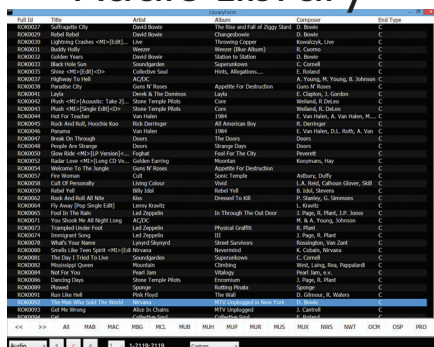 LibraryForm
Full Id Title Artist Album Composer End Type
ROK0027 Suffragette City David Bowie The Rise and Fall of Ziggy Stard D. Bowie C
ROK0029 Rebel Rebel David Bowie Changesbowie D. Bowie C
ROK0030 Lightning Crashes <MI>[Edit]... Live Throwing Copper Kowalczyk, Live C
ROK0031 Buddy Holly Weezer Weezer (Blue Album) R. Cuomo C
ROK0032 Golden Years David Bowie Station to Station D. Bowie C
ROK0033 Black Hole Sun Soundgarden Superunkown C. Cornell C
ROK0035 Shine <MI>[Edit]<D> Collective Soul Hints, Allegations.... E. Roland C
ROK0037 Highway To Hell AC/DC A. Young, M. Young, B. Johnson C
ROK0038 Paradise City Guns N' Roses Appetite For Destruction Guns N' Roses C
ROK0041 Layla Derek & The Dominos Layla E. Clapton, J. Gordon C
ROK0042 Plush <MI>[Acoustic: Take 2]... Stone Temple Pilots Core Weiland, R DeLeo C
ROK0043 Plush <MI>[Single Edit]<D> Stone Temple Pilots Core Weiland, R. DeLeo C
ROK0044 Hot For Teacher Van Halen 1984 E. Van Halen, A. Van Halen, M.... C
ROK0045 Rock And Roll, Hoochie Koo Rick Derringer All American Boy R. Derringer C
ROK0046 Panama Van Halen 1984 E. Van Halen, D.L. Roth, A. Van C
ROK0047 Break On Through Doors The Doors Doors C
ROK0048 People Are Strange Doors Strange Days Doors C
ROK0050 Slow Ride <MI>[LP Version]<... Foghat Fool For The City Peverett C
ROK0052 Radar Love <MI>[Long CD Ve... Golden Earring Moontan Kooymans, Hay C
ROK0054 Welcome To The Jungle Guns N' Roses Appetite For Destruction C
ROK0057 Fire Woman Cult Sonic Temple Astbury, Duffy C
ROK0058 Cult Of Personality Living Colour Vivid L.A. Reid, Calhoun Glover, Skill C
ROK0059 Rebel Yell Billy Idol Rebel Yell B. Idol, Stevens C
ROK0062 Rock And Roll All Nite Kiss Dressed To Kill P. Stanley, G. Simmons C
ROK0064 Fly Away [Pop Single Edit] Lenny Kravitz L. Kravitz C
ROK0065 Fool In The Rain Led Zeppelin In Through The Out Door J. Page, R. Plant, J.P. Jones C
ROK0071 You Shook Me All Night Long AC/DC M. & A. Young, Johnson C
ROK0073 Trampled Under Foot Led Zeppelin Physical Graffiti R. Plant C
ROK0074 Immigrant Song Led Zeppelin III J. Page, R. Plant C
ROK0078 What's Your Name Lynyrd Skynyrd Street Survivors Rossington, Van Zant C
ROK0080 Smells Like Teen Spirit <MI>[Edi Nirvana Nevermind K. Cobain, Nirvana C
ROK0081 The Day I Tried To Live Soundgarden Superunkown C. Cornell C
ROK0082 Mississippi Queen Mountain Climbing West, Laing, Rea, Pappalardi C
ROK0084 Not For You Pearl Jam Vitalogy Pearl Jam, e.v. C
ROK0086 Dancing Days Stone Temple Pilots Encomium J. Page, R. Plant C
ROK0089 Plowed Sponge Rotting Pinata Sponge C
ROK0091 Run Like Hell Pink Floyd The Wall D. Gilmour, R. Waters C
ROK0092 The Man Who Sold The World Nirvana MTV Unplugged In New York D. Bowie C
ROK0093 Got Me Wrong Alice In Chains MTV Unplugged J. Cantrell C
<< >> All MAB MAC MBG MCL MUB MUH MUP MUR MUS MUX NWS NWT OCM OSP PRO
Audio 1-2119:2119 Custom